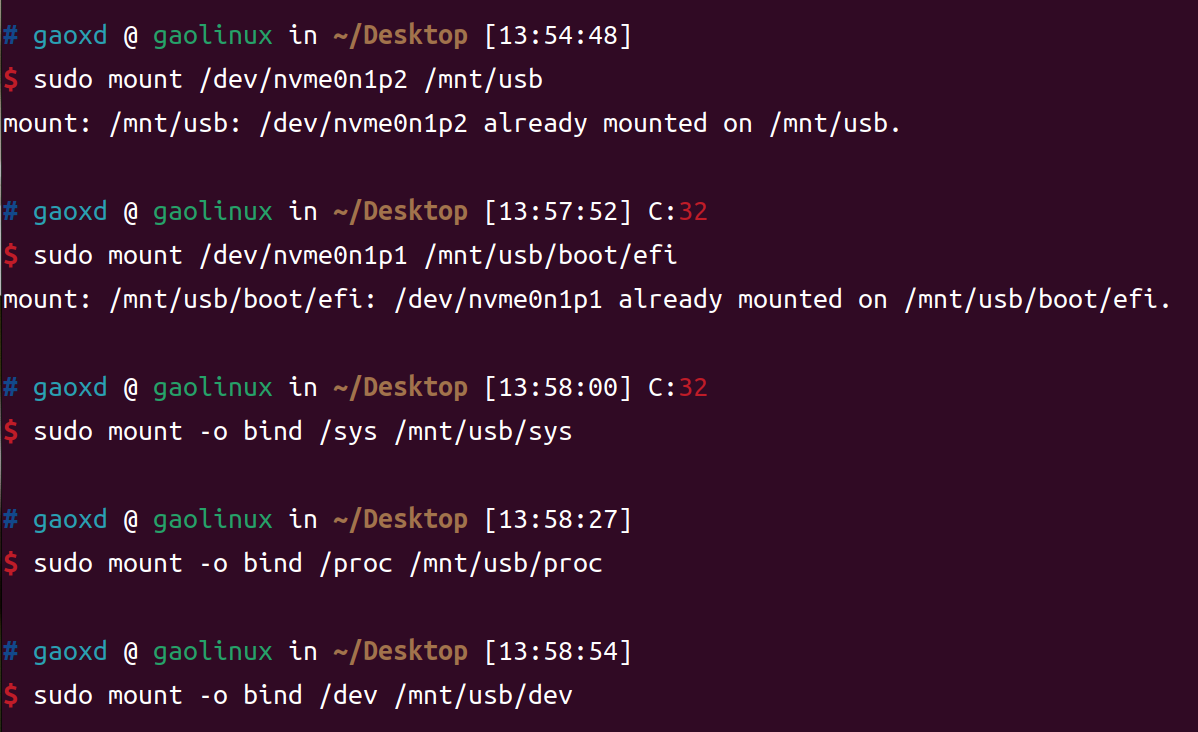 # gaoxd @ gaolinux in ~/Desktop [13:54:48]
$ sudo mount /dev/nvme0n1p2 /mnt/usb
mount: /mnt/usb: /dev/nvme0n1p2 already mounted on /mnt/usb.
# gaoxd @ gaolinux in ~/Desktop [13:57:52] C:32
$ sudo mount /dev/nvme0n1p1 /mnt/usb/boot/efi
mount: /mnt/usb/boot/efi: /dev/nvme0n1p1 already mounted on /mnt/usb/boot/efi.
# gaoxd @ gaolinux in ~/Desktop [13:58:00] C:32
$ sudo mount -o bind /sys /mnt/usb/sys
# gaoxd @ gaolinux in ~/Desktop [13:58:27]
$ sudo mount -o bind /proc /mnt/usb/proc
# gaoxd @ gaolinux in ~/Desktop [13:58:54]
$ sudo mount -o bind /dev /mnt/usb/dev